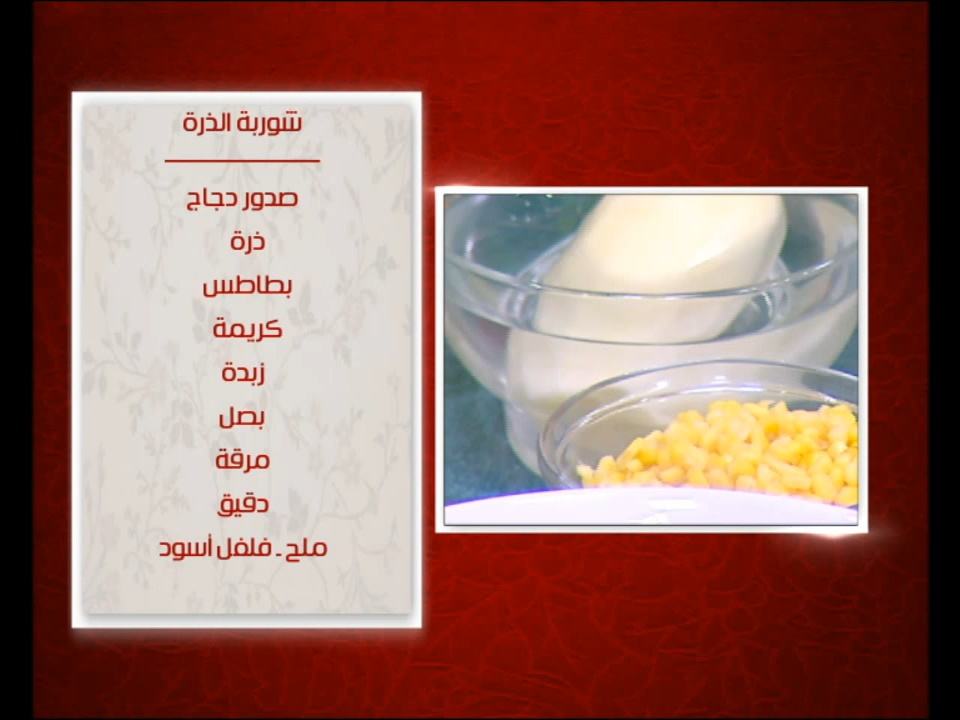 شوربة الذرة
صدور دجاج
ذرة
بطاطس
كريمة
زبدة
بصل
مرقة
دقيق
ملح - فلفل أسود